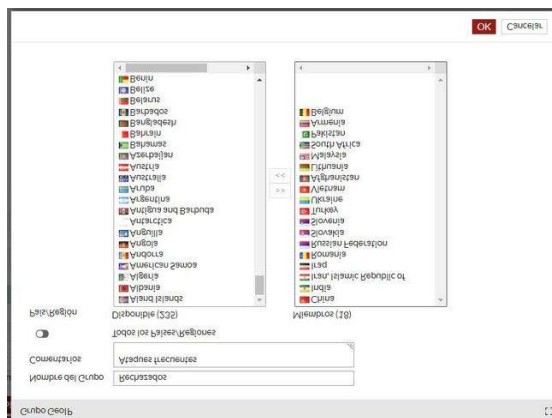 Grupo GeoIP
Nombre del Grupo
Rechazados
Comentarios
Ataques frecuentes
Todos los Países/Regiones
País/Región
Disponible (235)
Aland Islands
Albania
Algeria
American Samoa
Andorra
Angola
Anguilla
Antarctica
Antigua and Barbuda
Argentina
Aruba
Australia
Austria
Azerbaijan
Bahamas
Bahrain
Bangladesh
Barbados
Belarus
Belize
Benin
>>
<<
Miembros (18)
China
India
Iran, Islamic Republic of
Iraq
Romania
Russian Federation
Slovakia
Slovenia
Turkey
Ukraine
Vietnam
Afghanistan
Lithuania
Malaysia
South Africa
Pakistan
Armenia
Belgium
OK
Cancelar